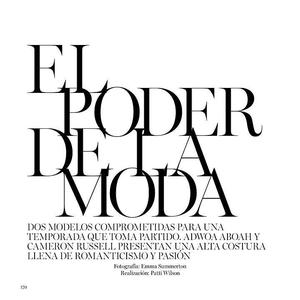 EL
PODER
DE LA
MODA
DOS MODELOS COMPROMETIDAS PARA UNA
TEMPORADA QUE TOMA PARTIDO. ADWOA ABOAH Y
CAMERON RUSSELL PRESENTAN UNA ALTA COSTURA
LLENA DE ROMANTICISMO Y PASIÓN
Fotografía: Emma Summerton
Realización: Patti Wilson
170